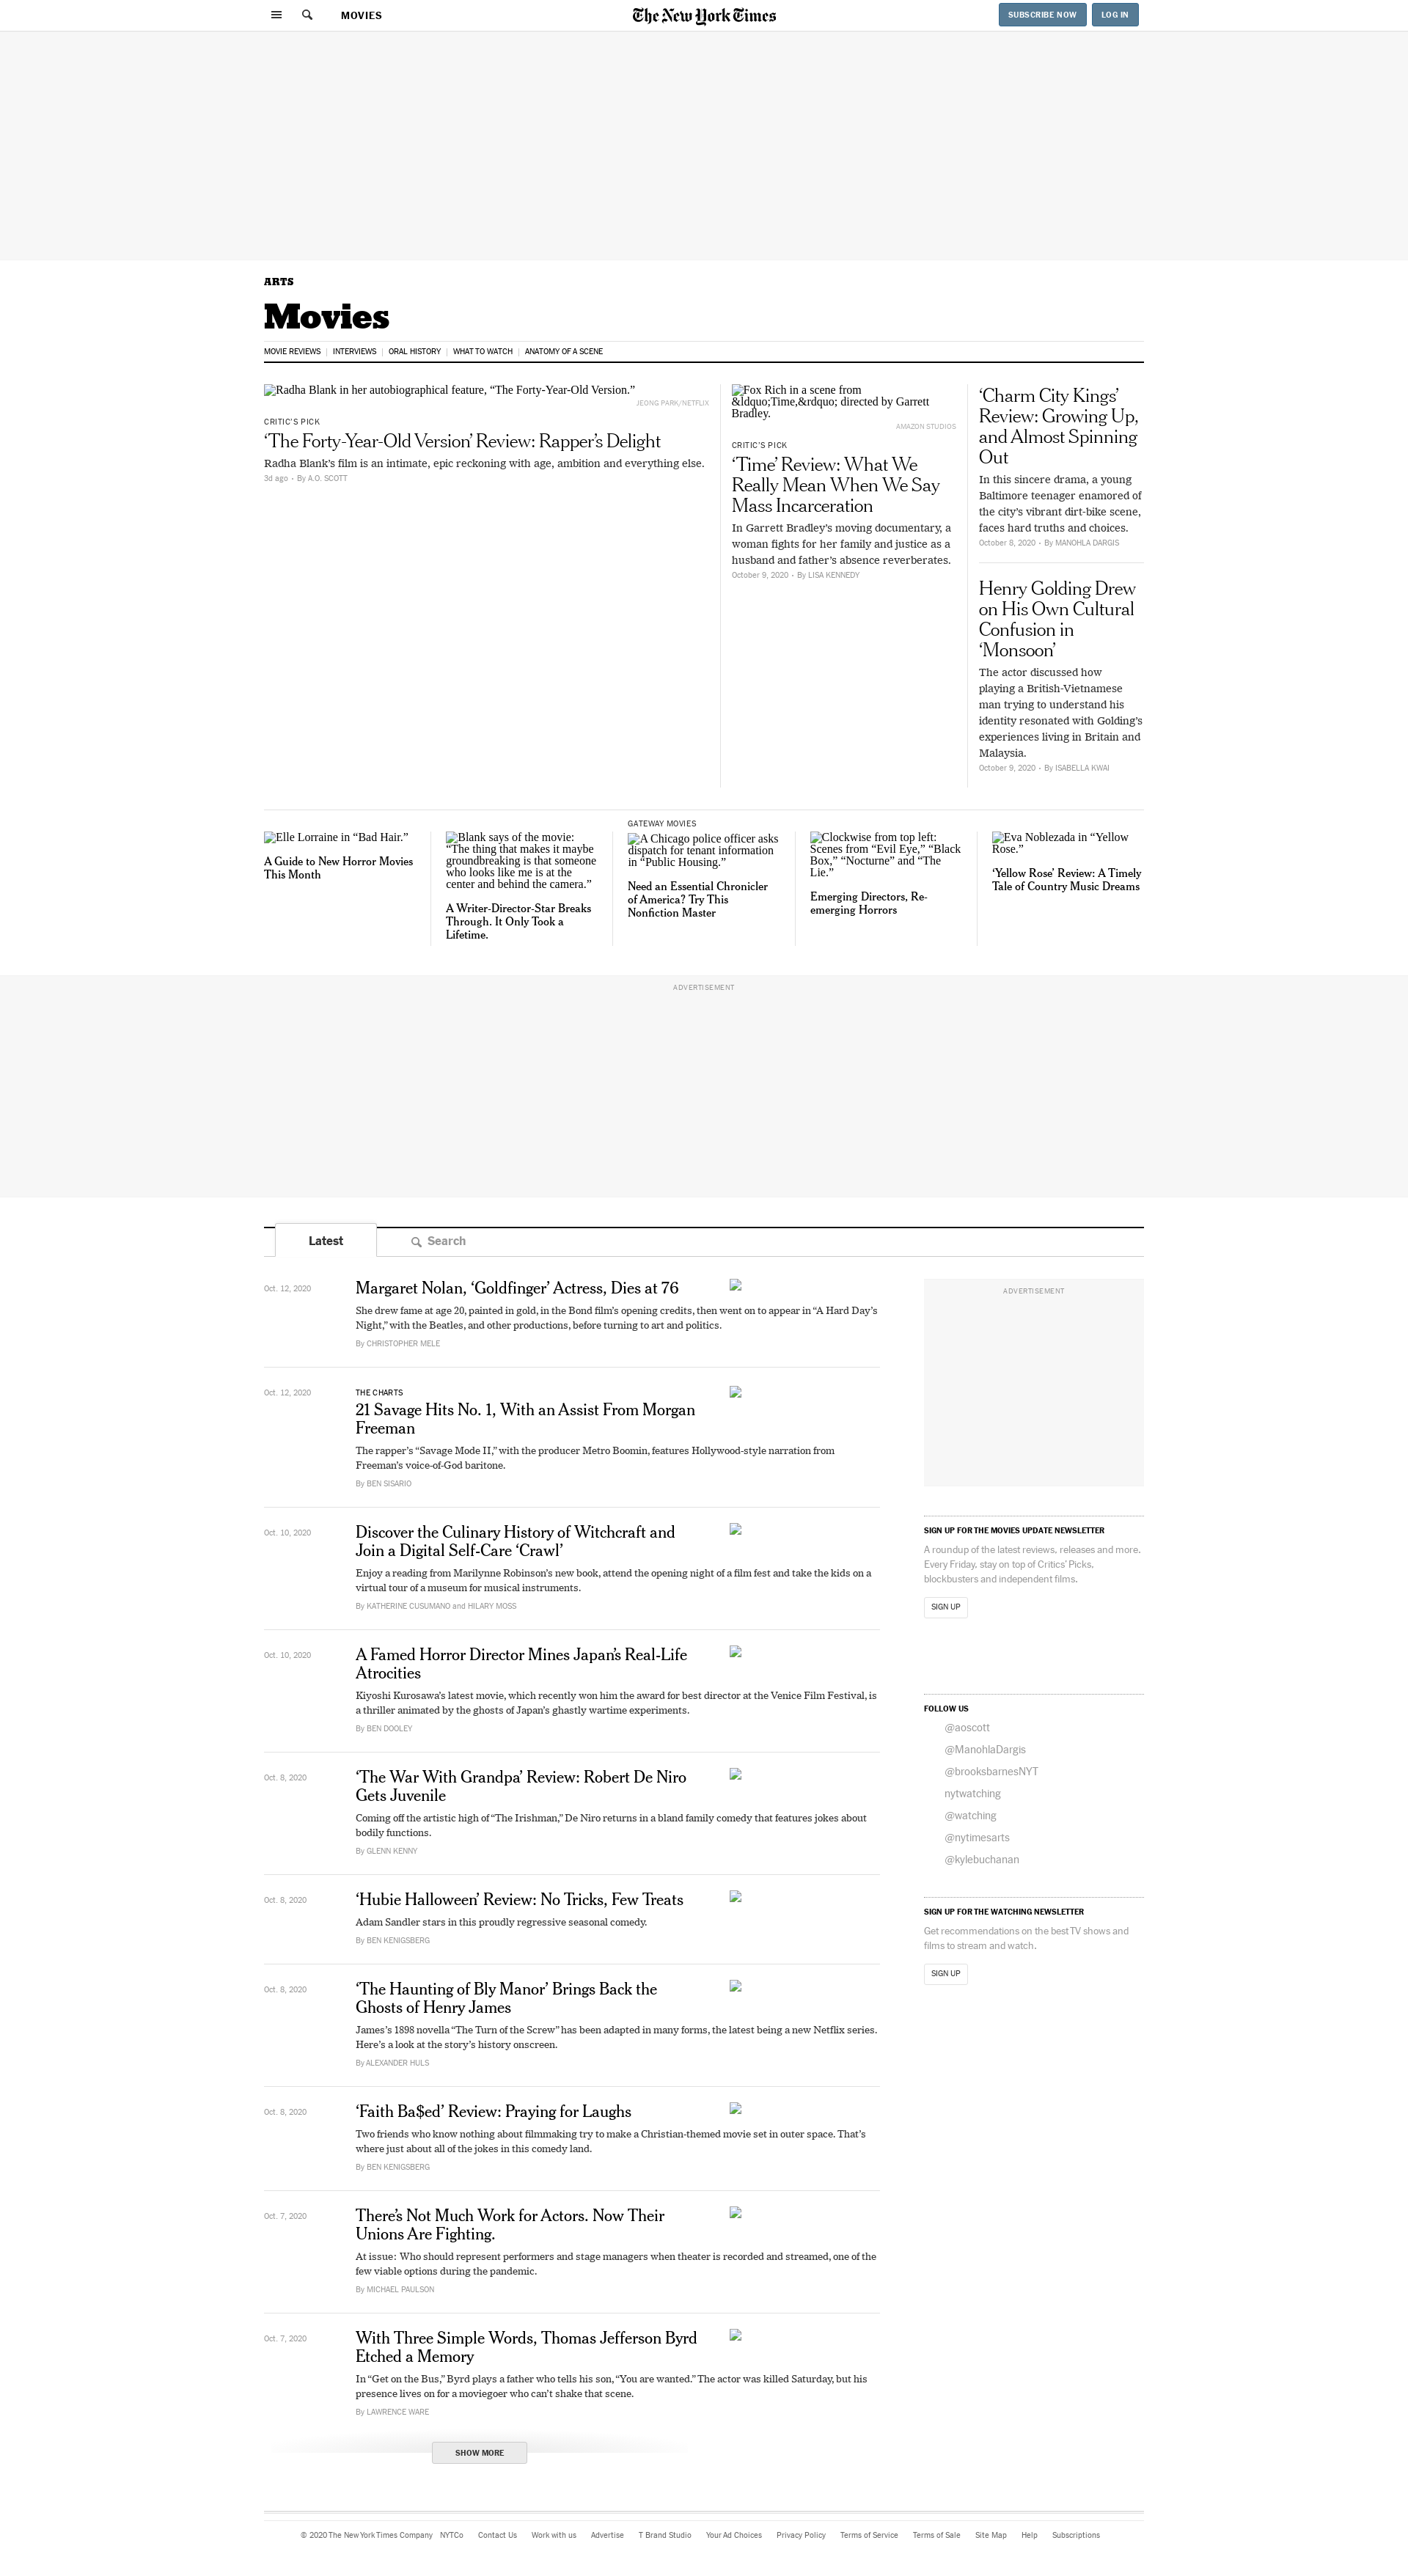 MOVIES
The New York Times
SUBSCRIBE NOW
LOG IN
ARTS
Movies
MOVIE REVIEWS
INTERVIEWS
ORAL HISTORY
WHAT TO WATCH
ANATOMY OF A SCENE
Radha Blank in her autobiographical feature, “The Forty-Year-Old Version.”
JEONG PARK/NETFLIX
CRITIC’S PICK
‘The Forty-Year-Old Version’ Review: Rapper’s Delight
Radha Blank’s film is an intimate, epic reckoning with age, ambition and everything else.
3d ago • By A.O. SCOTT
Fox Rich in a scene from
&ldquo;Time,&rdquo; directed by Garrett
Bradley.
AMAZON STUDIOS
CRITIC’S PICK
‘Time’ Review: What We
Really Mean When We Say
Mass Incarceration
In Garrett Bradley’s moving documentary, a
woman fights for her family and justice as a
husband and father’s absence reverberates.
October 9, 2020 • By LISA KENNEDY
‘Charm City Kings’
Review: Growing Up,
and Almost Spinning
Out
In this sincere drama, a young
Baltimore teenager enamored of
the city’s vibrant dirt-bike scene,
faces hard truths and choices.
October 8, 2020 • By MANOHLA DARGIS
Henry Golding Drew
on His Own Cultural
Confusion in
‘Monsoon’
The actor discussed how
playing a British-Vietnamese
man trying to understand his
identity resonated with Golding’s
experiences living in Britain and
Malaysia.
October 9, 2020 • By ISABELLA KWAI
Elle Lorraine in “Bad Hair.”
A Guide to New Horror Movies
This Month
Blank says of the movie:
“The thing that makes it maybe
groundbreaking is that someone
who looks like me is at the
center and behind the camera.”
A Writer-Director-Star Breaks
Through. It Only Took a
Lifetime.
GATEWAY MOVIES
A Chicago police officer asks
dispatch for tenant information
in “Public Housing.”
Need an Essential Chronicler
of America? Try This
Nonfiction Master
Clockwise from top left:
Scenes from “Evil Eye,” “Black
Box,” “Nocturne” and “The
Lie.”
Emerging Directors, Re-
emerging Horrors
Eva Noblezada in “Yellow
Rose.”
‘Yellow Rose’ Review: A Timely
Tale of Country Music Dreams
ADVERTISEMENT
Latest
Search
Oct. 12, 2020
Margaret Nolan, ‘Goldfinger’ Actress, Dies at 76
She drew fame at age 20, painted in gold, in the Bond film’s opening credits, then went on to appear in “A Hard Day’s
Night,” with the Beatles, and other productions, before turning to art and politics.
By CHRISTOPHER MELE
Oct. 12, 2020
THE CHARTS
21 Savage Hits No. 1, With an Assist From Morgan
Freeman
The rapper’s “Savage Mode II,” with the producer Metro Boomin, features Hollywood-style narration from
Freeman’s voice-of-God baritone.
By BEN SISARIO
Oct. 10, 2020
Discover the Culinary History of Witchcraft and
Join a Digital Self-Care ‘Crawl’
Enjoy a reading from Marilynne Robinson’s new book, attend the opening night of a film fest and take the kids on a
virtual tour of a museum for musical instruments.
By KATHERINE CUSUMANO and HILARY MOSS
Oct. 10, 2020
A Famed Horror Director Mines Japan’s Real-Life
Atrocities
Kiyoshi Kurosawa’s latest movie, which recently won him the award for best director at the Venice Film Festival, is
a thriller animated by the ghosts of Japan’s ghastly wartime experiments.
By BEN DOOLEY
Oct. 8, 2020
‘The War With Grandpa’ Review: Robert De Niro
Gets Juvenile
Coming off the artistic high of “The Irishman,” De Niro returns in a bland family comedy that features jokes about
bodily functions.
By GLENN KENNY
Oct. 8, 2020
‘Hubie Halloween’ Review: No Tricks, Few Treats
Adam Sandler stars in this proudly regressive seasonal comedy.
By BEN KENIGSBERG
Oct. 8, 2020
‘The Haunting of Bly Manor’ Brings Back the
Ghosts of Henry James
James’s 1898 novella “The Turn of the Screw” has been adapted in many forms, the latest being a new Netflix series.
Here’s a look at the story’s history onscreen.
By ALEXANDER HULS
Oct. 8, 2020
‘Faith Ba$ed’ Review: Praying for Laughs
Two friends who know nothing about filmmaking try to make a Christian-themed movie set in outer space. That’s
where just about all of the jokes in this comedy land.
By BEN KENIGSBERG
Oct. 7, 2020
There’s Not Much Work for Actors. Now Their
Unions Are Fighting.
At issue: Who should represent performers and stage managers when theater is recorded and streamed, one of the
few viable options during the pandemic.
By MICHAEL PAULSON
Oct. 7, 2020
With Three Simple Words, Thomas Jefferson Byrd
Etched a Memory
In “Get on the Bus,” Byrd plays a father who tells his son, “You are wanted.” The actor was killed Saturday, but his
presence lives on for a moviegoer who can’t shake that scene.
By LAWRENCE WARE
SHOW MORE
ADVERTISEMENT
SIGN UP FOR THE MOVIES UPDATE NEWSLETTER
A roundup of the latest reviews, releases and more.
Every Friday, stay on top of Critics’ Picks,
blockbusters and independent films.
SIGN UP
FOLLOW US
@aoscott
@ManohlaDargis
@brooksbarnesNYT
nytwatching
@watching
@nytimesarts
@kylebuchanan
SIGN UP FOR THE WATCHING NEWSLETTER
Get recommendations on the best TV shows and
films to stream and watch.
SIGN UP
© 2020 The New York Times Company NYTCo Contact Us Work with us Advertise T Brand Studio Your Ad Choices Privacy Policy Terms of Service Terms of Sale Site Map Help Subscriptions